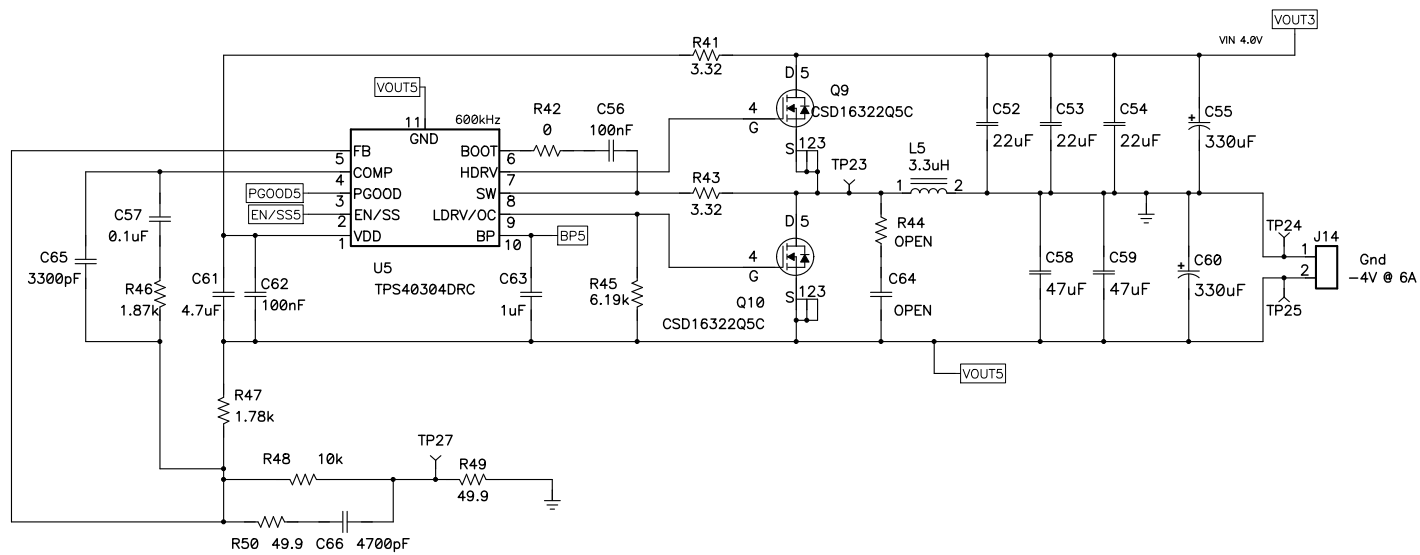 VOUT3
VIN 4.0V
R41
3.32
D 5
Q9
CSD16322Q5C
4
G
S 123
VOUT5
11
GND
600kHz
R42
0
C56
100nF
C52
22uF
C53
22uF
C54
22uF
C55
+
330uF
FB
5
COMP
4
PGOOD
3
EN/SS
2
VDD
1
BOOT
6
HDRV
7
SW
8
LDRV/OC
9
BP
10
PGOOD5
EN/SS5
BP5
U5
TPS40304DRC
R43
3.32
TP23
L5
3.3uH
1
2
C57
0.1uF
C65
3300pF
R46
1.87k
C61
4.7uF
C62
100nF
C63
1uF
R45
6.19k
D 5
4
G
S 123
Q10
CSD16322Q5C
R44
OPEN
C64
OPEN
C58
47uF
C59
47uF
C60
+
330uF
TP24
J14
1
2
Gnd
-4V @ 6A
TP25
VOUT5
R47
1.78k
R48
10k
TP27
R49
49.9
R50
49.9
C66
4700pF